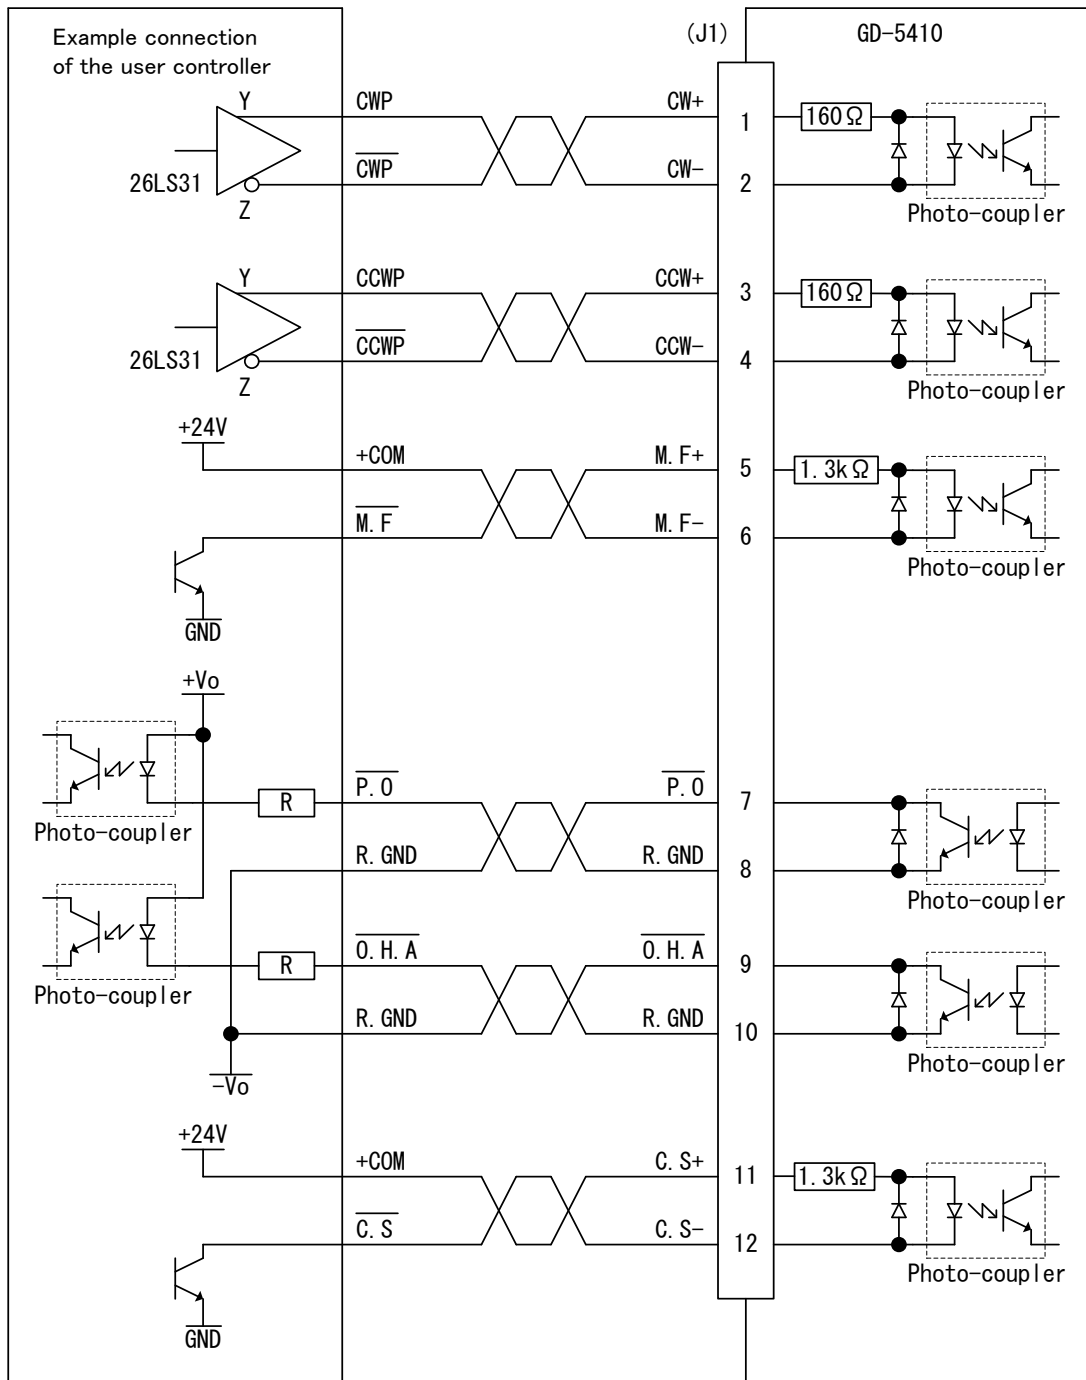 Example connection
of the user controller
(J1)
GD-5410
Y
CWP
CW+
1
160Ω
26LS31
Z
C̅W̅P̅
CW-
2
Photo-coupler
Y
CCWP
CCW+
3
160Ω
26LS31
Z
C̅C̅W̅P̅
CCW-
4
Photo-coupler
+24V
+COM
M.F+
5
1.3kΩ
M̅.̅F̅
M.F-
6
Photo-coupler
GND
+Vo
Photo-coupler
R
P̅.̅O̅
P̅.̅O̅
7
R.GND
R.GND
8
Photo-coupler
Photo-coupler
R
O̅.̅H̅.̅A̅
O̅.̅H̅.̅A̅
9
R.GND
R.GND
10
Photo-coupler
-Vo
+24V
+COM
C.S+
11
1.3kΩ
C̅.̅S̅
C.S-
12
Photo-coupler
GND